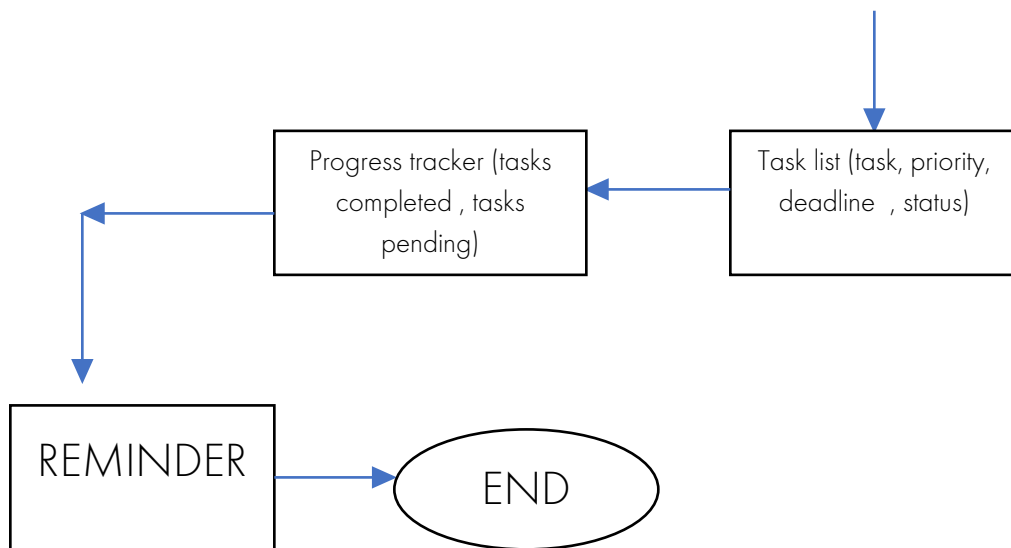 Progress tracker (tasks
completed , tasks
pending)
Task list (task, priority,
deadline  , status)
REMINDER
END